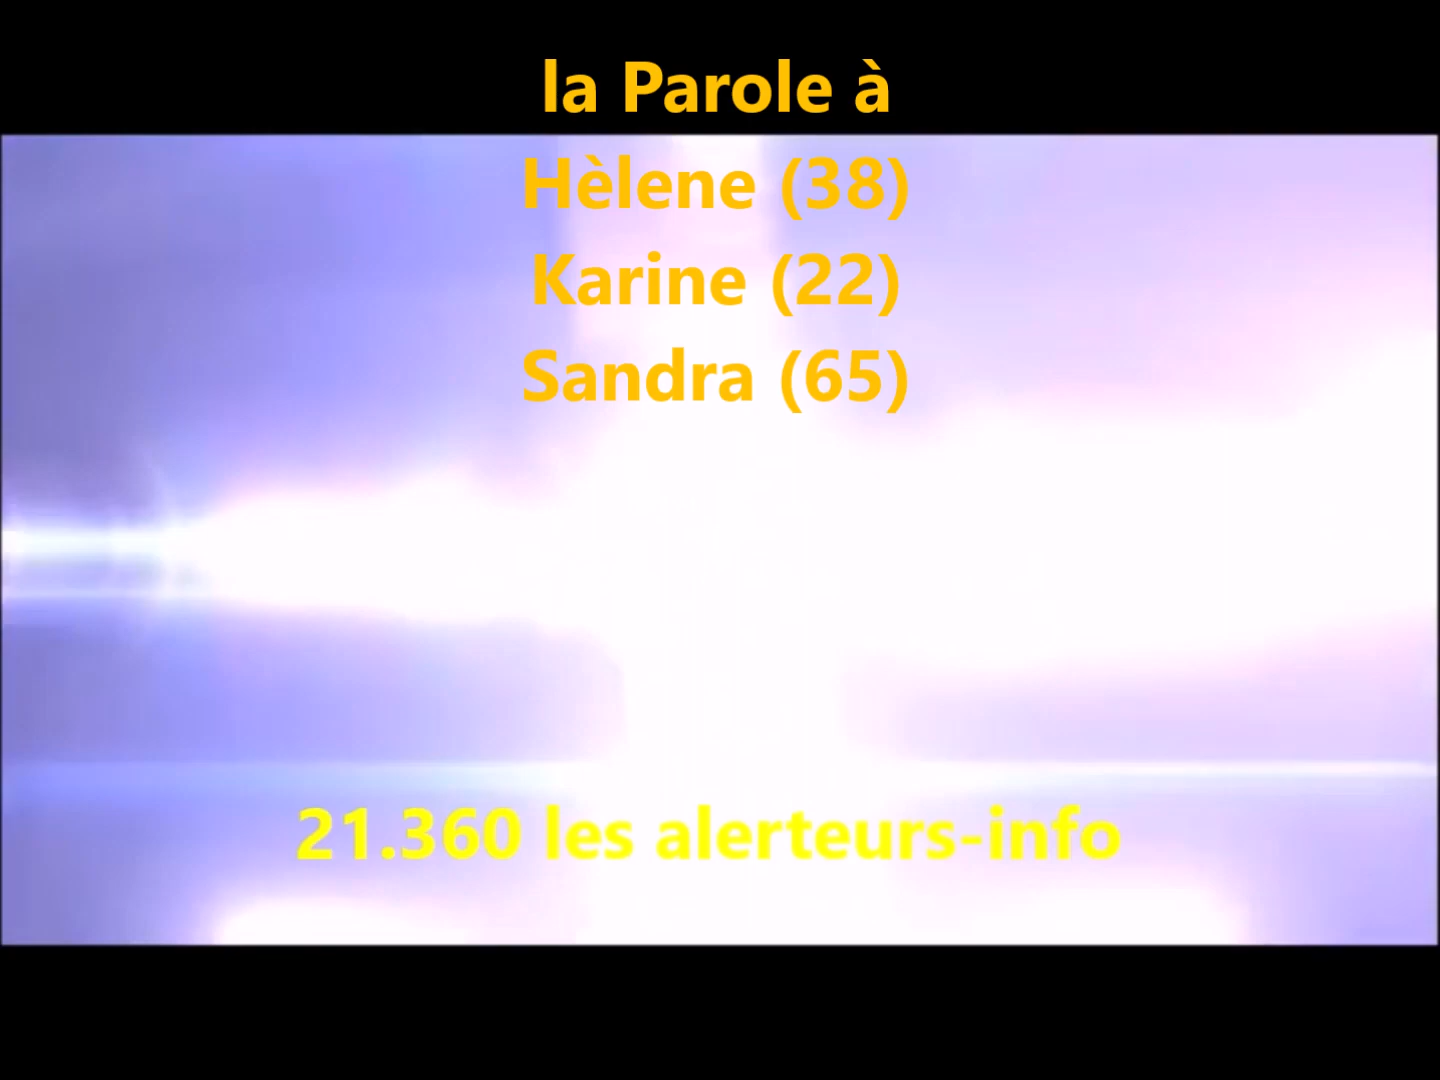 la Parole à
Hèlene (38)
Karine (22)
Sandra (65)
21.360 les alerteurs-info